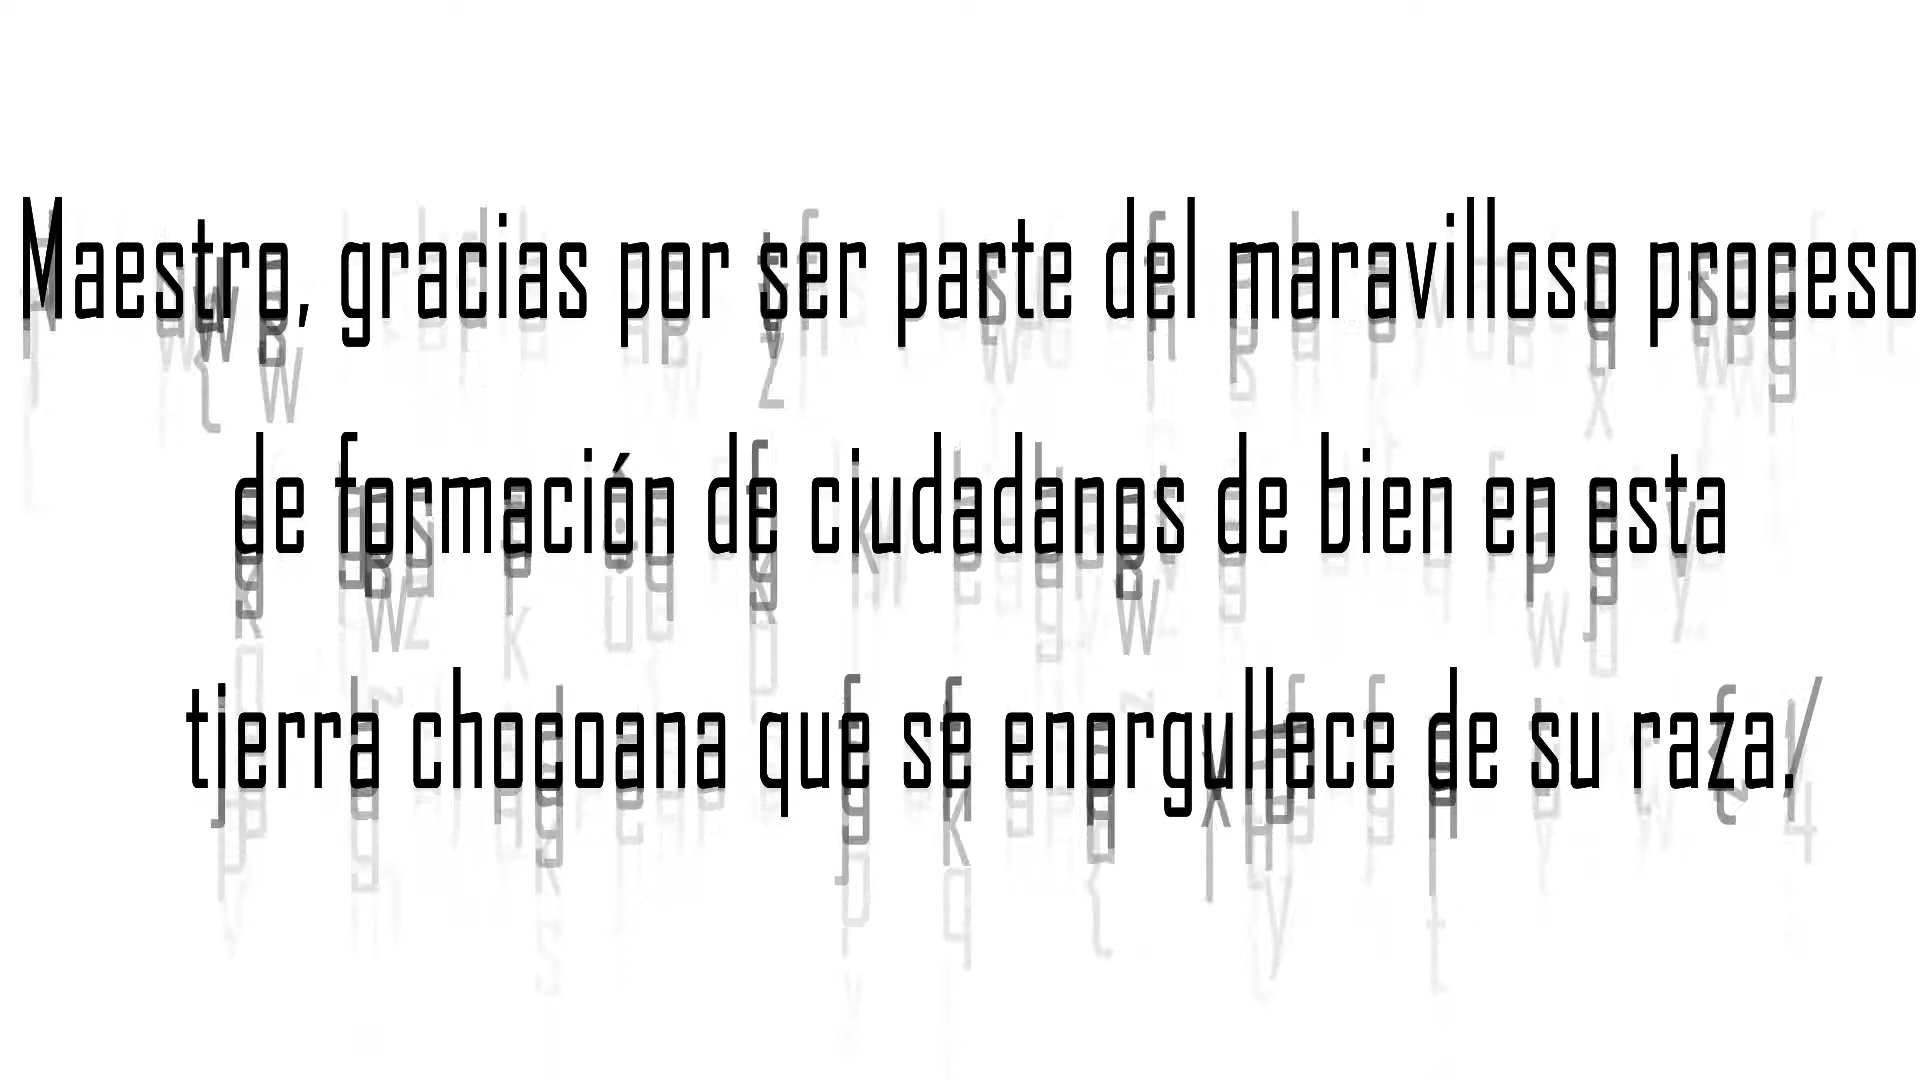 Maestro, gracias por ser parte del maravilloso proceso
de formación de ciudadanos de bien en esta
tierra chocoana que se enorgullece de su raza.